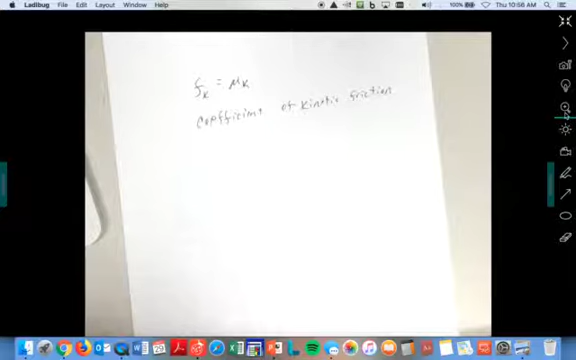 Ladibug File Edit Layout Window Help 100% Thu 10:56 AM
fk = μk
coefficient of kinetic friction